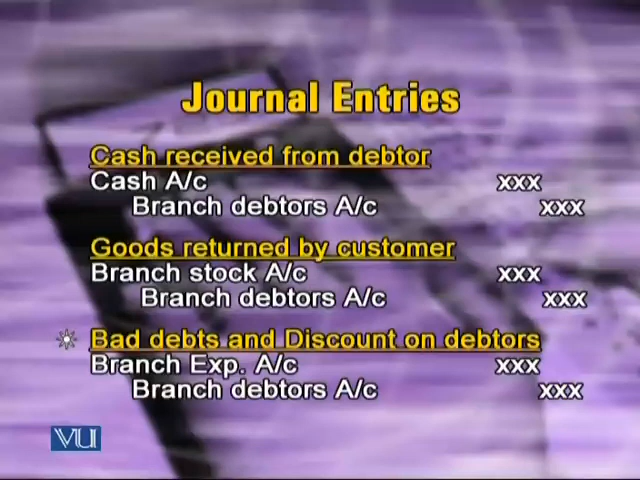 Journal Entries
Cash received from debtor
Cash A/c xxx
Branch debtors A/c xxx
Goods returned by customer
Branch stock A/c xxx
Branch debtors A/c xxx
Bad debts and Discount on debtors
Branch Exp. A/c xxx
Branch debtors A/c xxx
VU